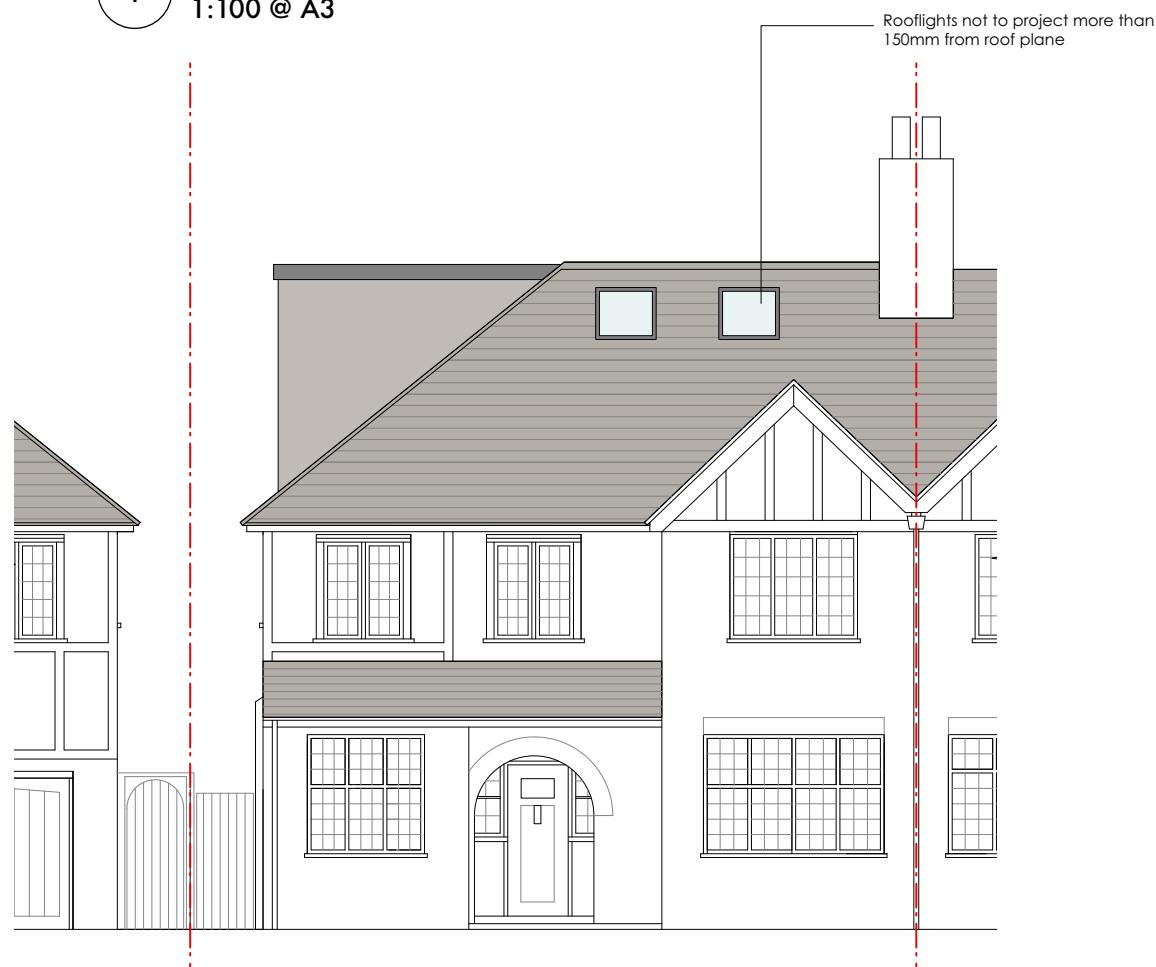 1:100 @ A3
Rooflights not to project more than
150mm from roof plane